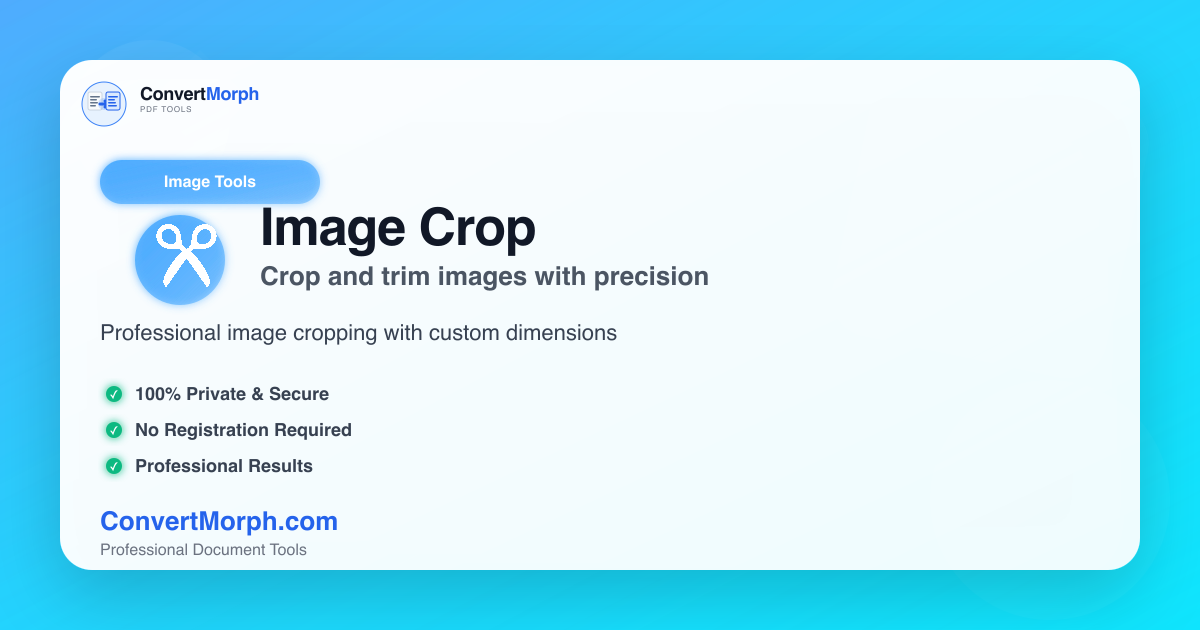 ConvertMorph
PDF TOOLS
Image Tools
Image Crop
Crop and trim images with precision
Professional image cropping with custom dimensions
✓ 100% Private & Secure
✓ No Registration Required
✓ Professional Results
ConvertMorph.com
Professional Document Tools